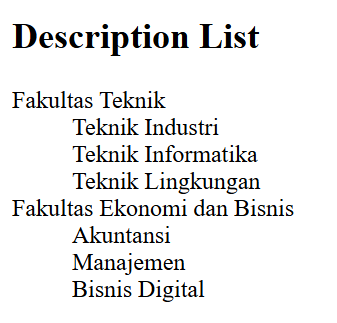 Description List
Fakultas Teknik
Teknik Industri
Teknik Informatika
Teknik Lingkungan
Fakultas Ekonomi dan Bisnis
Akuntansi
Manajemen
Bisnis Digital